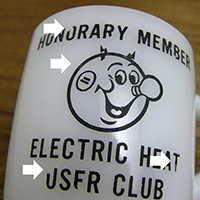 HONORARY MEMBER
ELECTRIC HEAT
USER CLUB